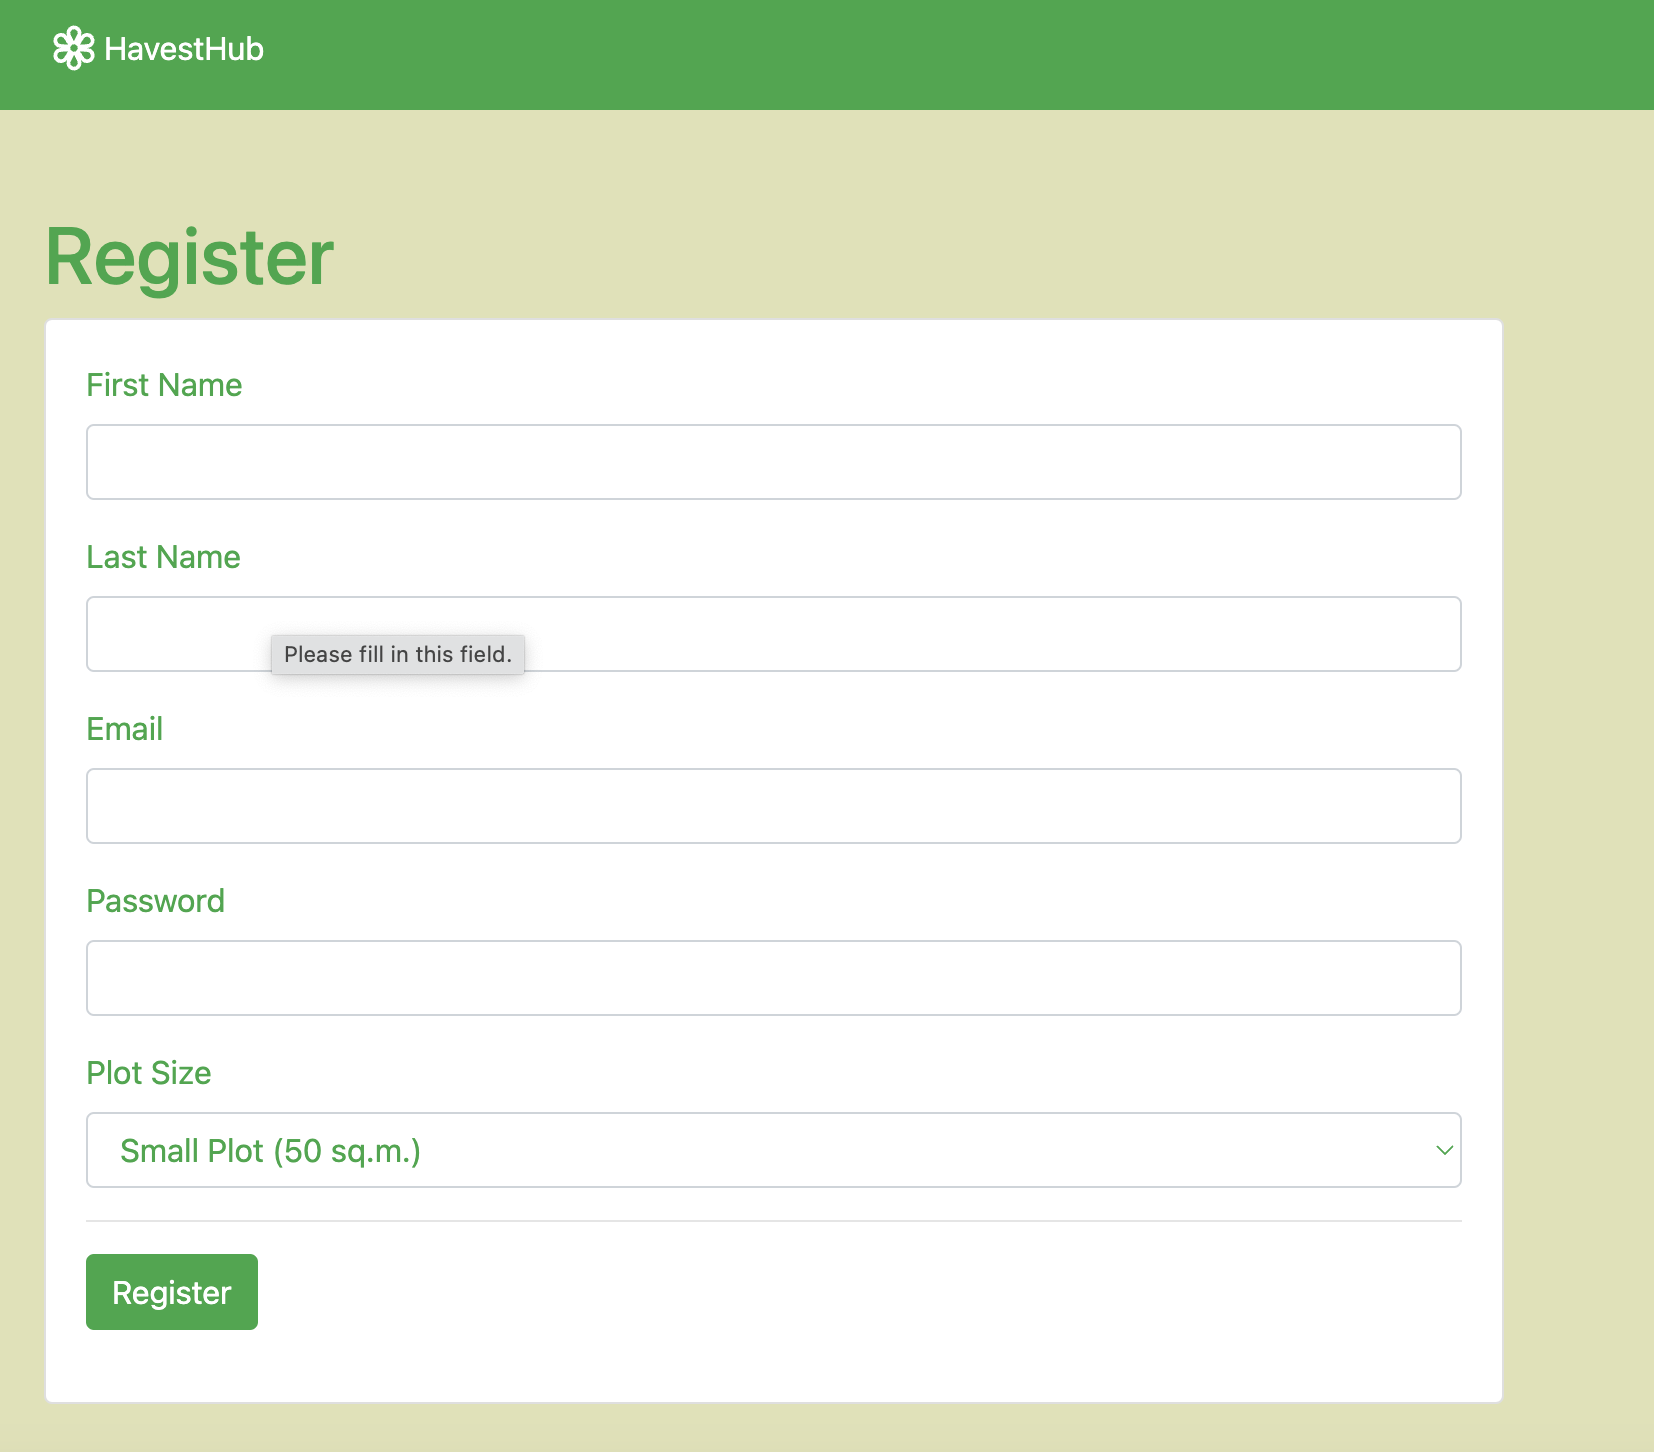 HavestHub
Register
First Name
Last Name
Please fill in this field.
Email
Password
Plot Size
Small Plot (50 sq.m.)
Register